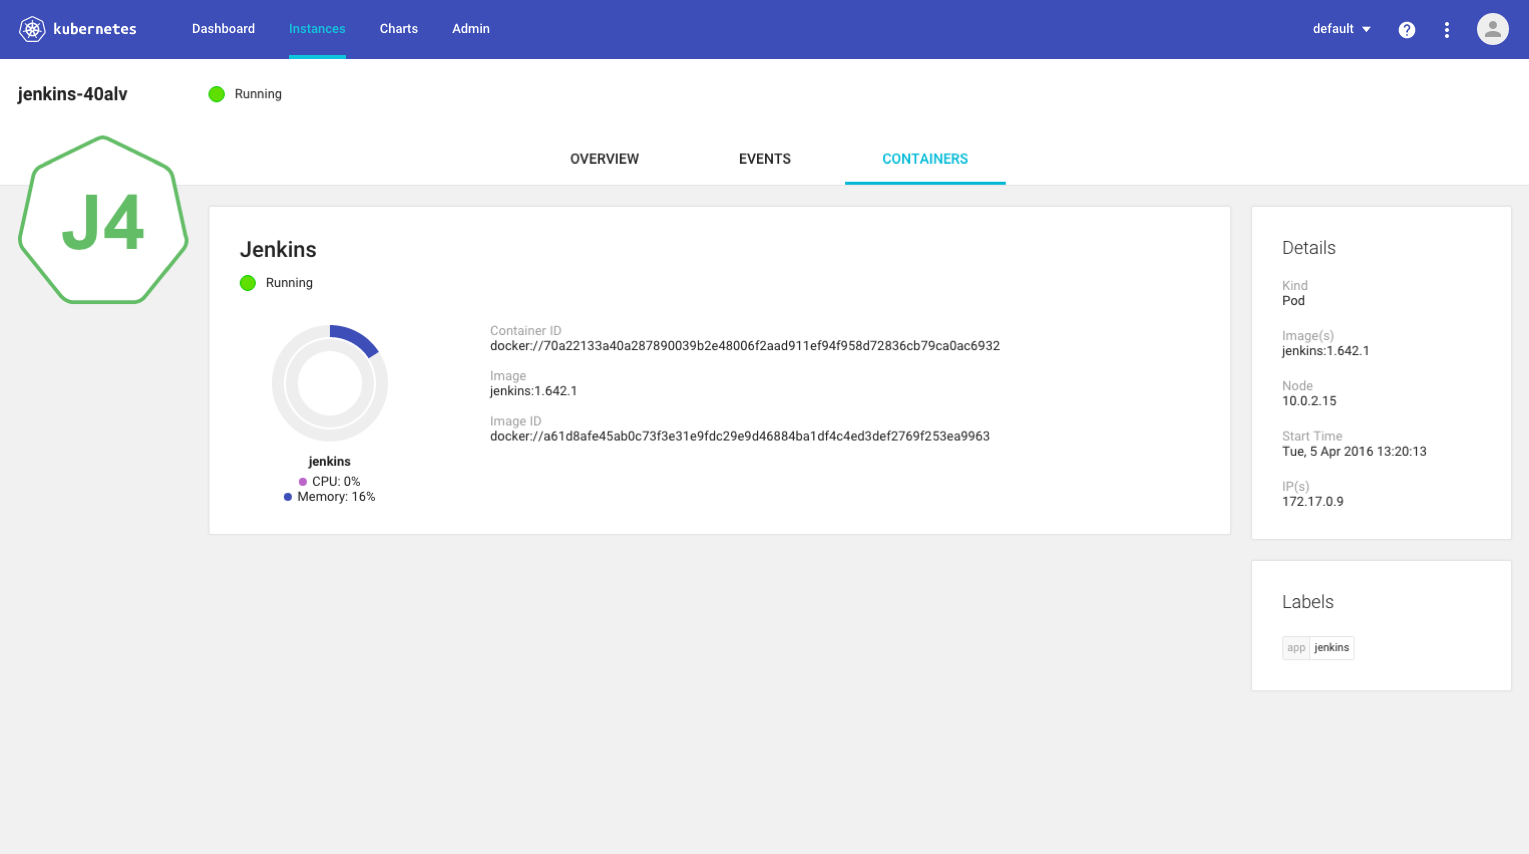 kubernetes
Dashboard
Instances
Charts
Admin
default
?
jenkins-40alv
Running
J4
OVERVIEW
EVENTS
CONTAINERS
Jenkins
Running
jenkins
CPU: 0%
Memory: 16%
Container ID
docker://70a22133a40a287890039b2e48006f2aad911ef94f958d72836cb79ca0ac6932
Image
jenkins:1.642.1
Image ID
docker://a61d8afe45ab0c73f3e31e9fdc29e9d46884ba1df4c4ed3def2769f253ea9963
Details
Kind
Pod
Image(s)
jenkins:1.642.1
Node
10.0.2.15
Start Time
Tue, 5 Apr 2016 13:20:13
IP(s)
172.17.0.9
Labels
app jenkins